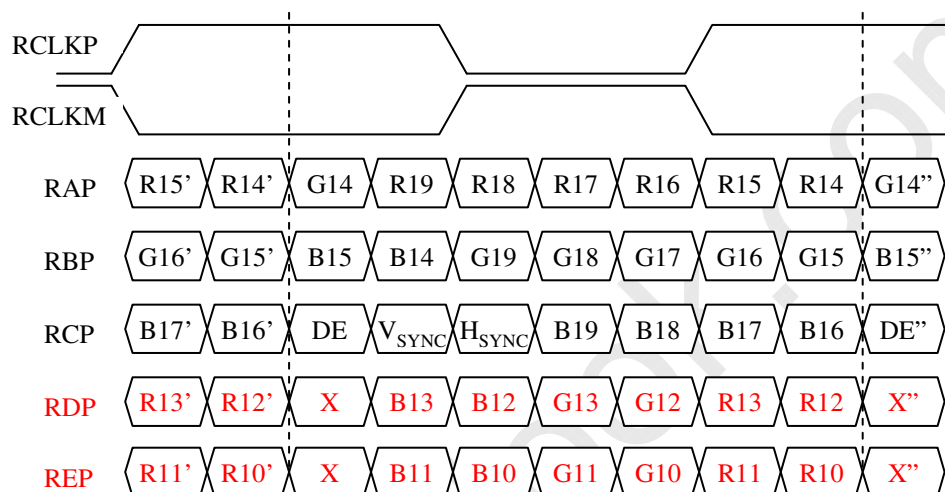 RCLKP
RCLKM
RAP R15’ R14’ G14 R19 R18 R17 R16 R15 R14 G14”
RBP G16’ G15’ B15 B14 G19 G18 G17 G16 G15 B15”
RCP B17’ B16’ DE VSYNC HSYNC B19 B18 B17 B16 DE”
RDP R13’ R12’ X B13 B12 G13 G12 R13 R12 X”
REP R11’ R10’ X B11 B10 G11 G10 R11 R10 X”